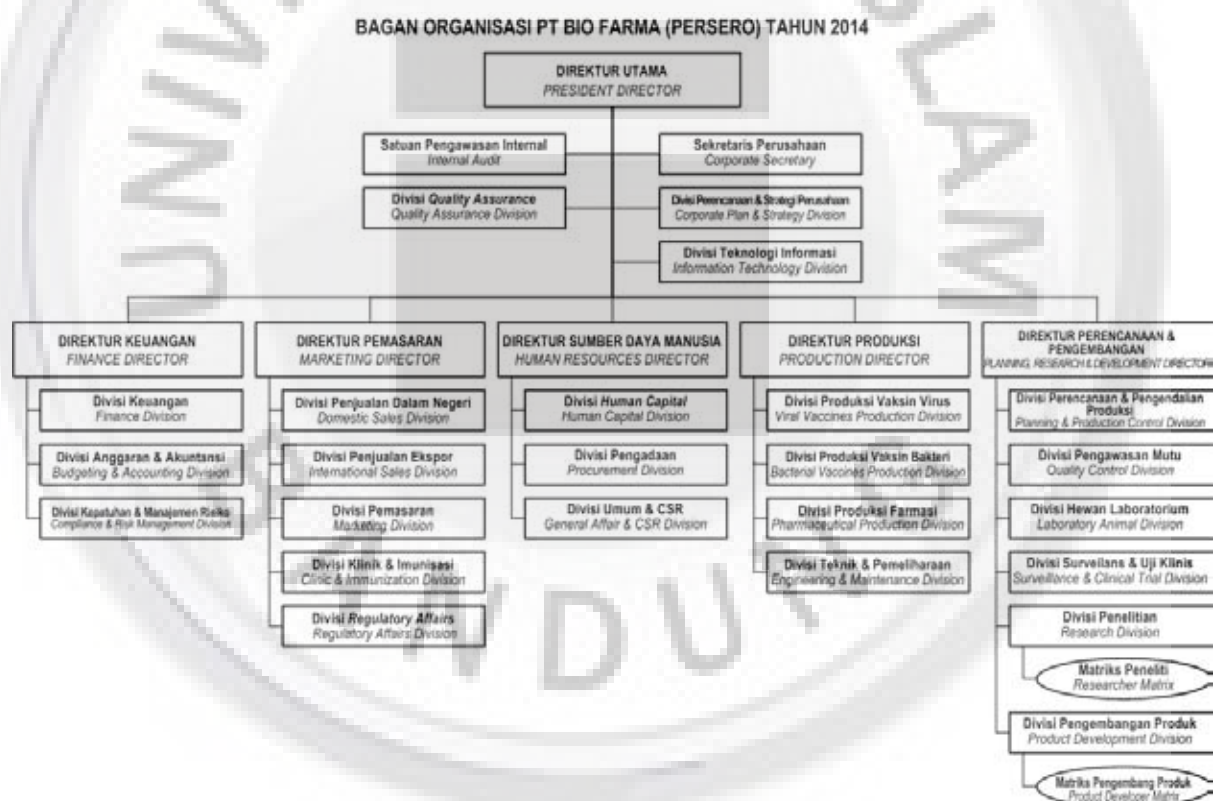 BAGAN ORGANISASI PT BIO FARMA (PERSERO) TAHUN 2014
DIREKTUR UTAMA
PRESIDENT DIRECTOR
Satuan Pengawasan Internal
Internal Audit
Sekretaris Perusahaan
Corporate Secretary
Divisi Quality Assurance
Quality Assurance Division
Divisi Perencanaan & Strategi Perusahaan
Corporate Plan & Strategy Division
Divisi Teknologi Informasi
Information Technology Division
DIREKTUR KEUANGAN
FINANCE DIRECTOR
Divisi Keuangan
Finance Division
Divisi Anggaran & Akuntansi
Budgeting & Accounting Division
Divisi Kepatuhan & Manajemen Risiko
Compliance & Risk Management Division
DIREKTUR PEMASARAN
MARKETING DIRECTOR
Divisi Penjualan Dalam Negeri
Domestic Sales Division
Divisi Penjualan Ekspor
International Sales Division
Divisi Pemasaran
Marketing Division
Divisi Klinik & Imunisasi
Clinic & Immunization Division
Divisi Regulatory Affairs
Regulatory Affairs Division
DIREKTUR SUMBER DAYA MANUSIA
HUMAN RESOURCES DIRECTOR
Divisi Human Capital
Human Capital Division
Divisi Pengadaan
Procurement Division
Divisi Umum & CSR
General Affair & CSR Division
DIREKTUR PRODUKSI
PRODUCTION DIRECTOR
Divisi Produksi Vaksin Virus
Viral Vaccines Production Division
Divisi Produksi Vaksin Bakteri
Bacterial Vaccines Production Division
Divisi Produksi Farmasi
Pharmaceutical Production Division
Divisi Teknik & Pemeliharaan
Engineering & Maintenance Division
DIREKTUR PERENCANAAN &
PENGEMBANGAN
PLANNING, RESEARCH & DEVELOPMENT DIRECTOR
Divisi Perencanaan & Pengendalian
Produksi
Planning & Production Control Division
Divisi Pengawasan Mutu
Quality Control Division
Divisi Hewan Laboratorium
Laboratory Animal Division
Divisi Surveilans & Uji Klinis
Surveillance & Clinical Trial Division
Divisi Penelitian
Research Division
Matriks Peneliti
Researcher Matrix
Divisi Pengembangan Produk
Product Development Division
Matriks Pengembang Produk
Product Developer Matrix
BANDUNG